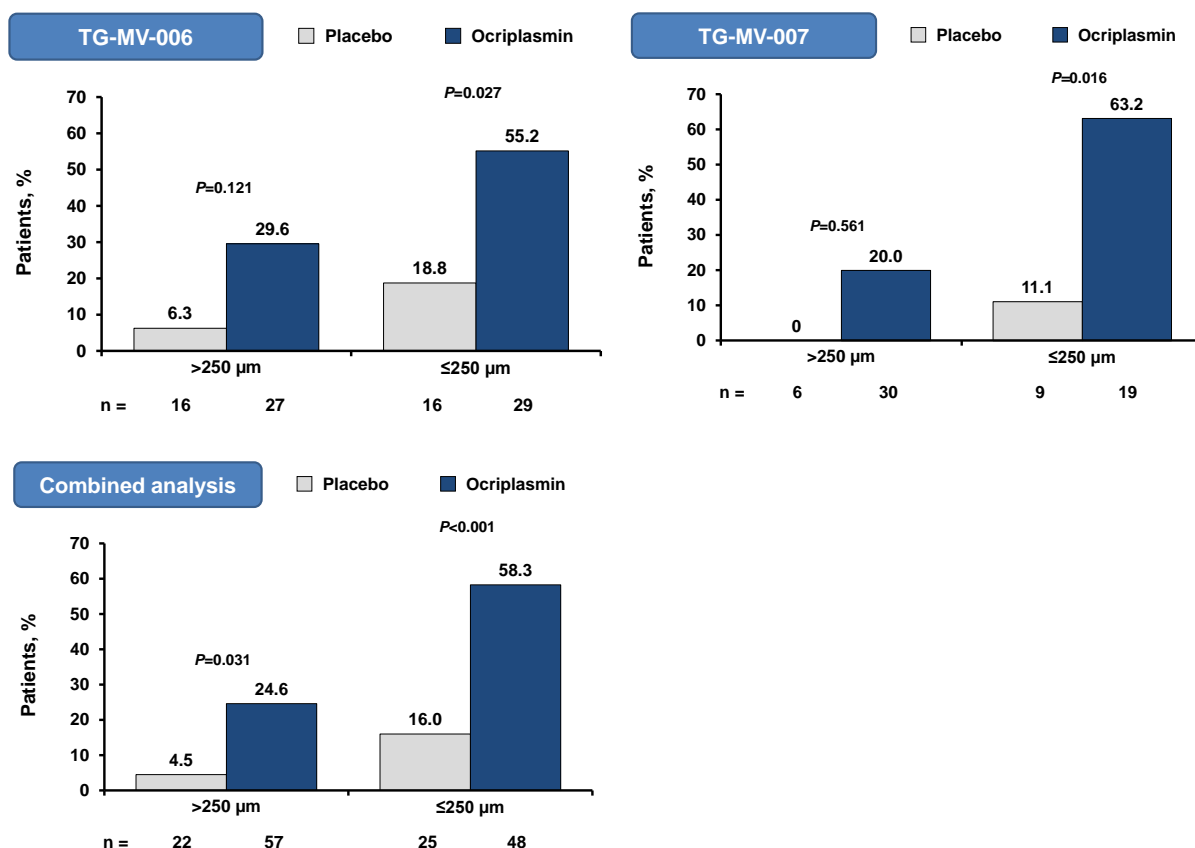 TG-MV-006
Placebo Ocriplasmin
P=0.027
70
60
50
40
30
20
10
0
Patients, %
P=0.121
6.3
29.6
18.8
55.2
>250 µm ≤250 µm
n = 16 27 16 29
TG-MV-007
Placebo Ocriplasmin
P=0.016
70
60
50
40
30
20
10
0
Patients, %
P=0.561
0
20.0
11.1
63.2
>250 µm ≤250 µm
n = 6 30 9 19
Combined analysis
Placebo Ocriplasmin
P<0.001
70
60
50
40
30
20
10
0
Patients, %
P=0.031
4.5
24.6
16.0
58.3
>250 µm ≤250 µm
n = 22 57 25 48